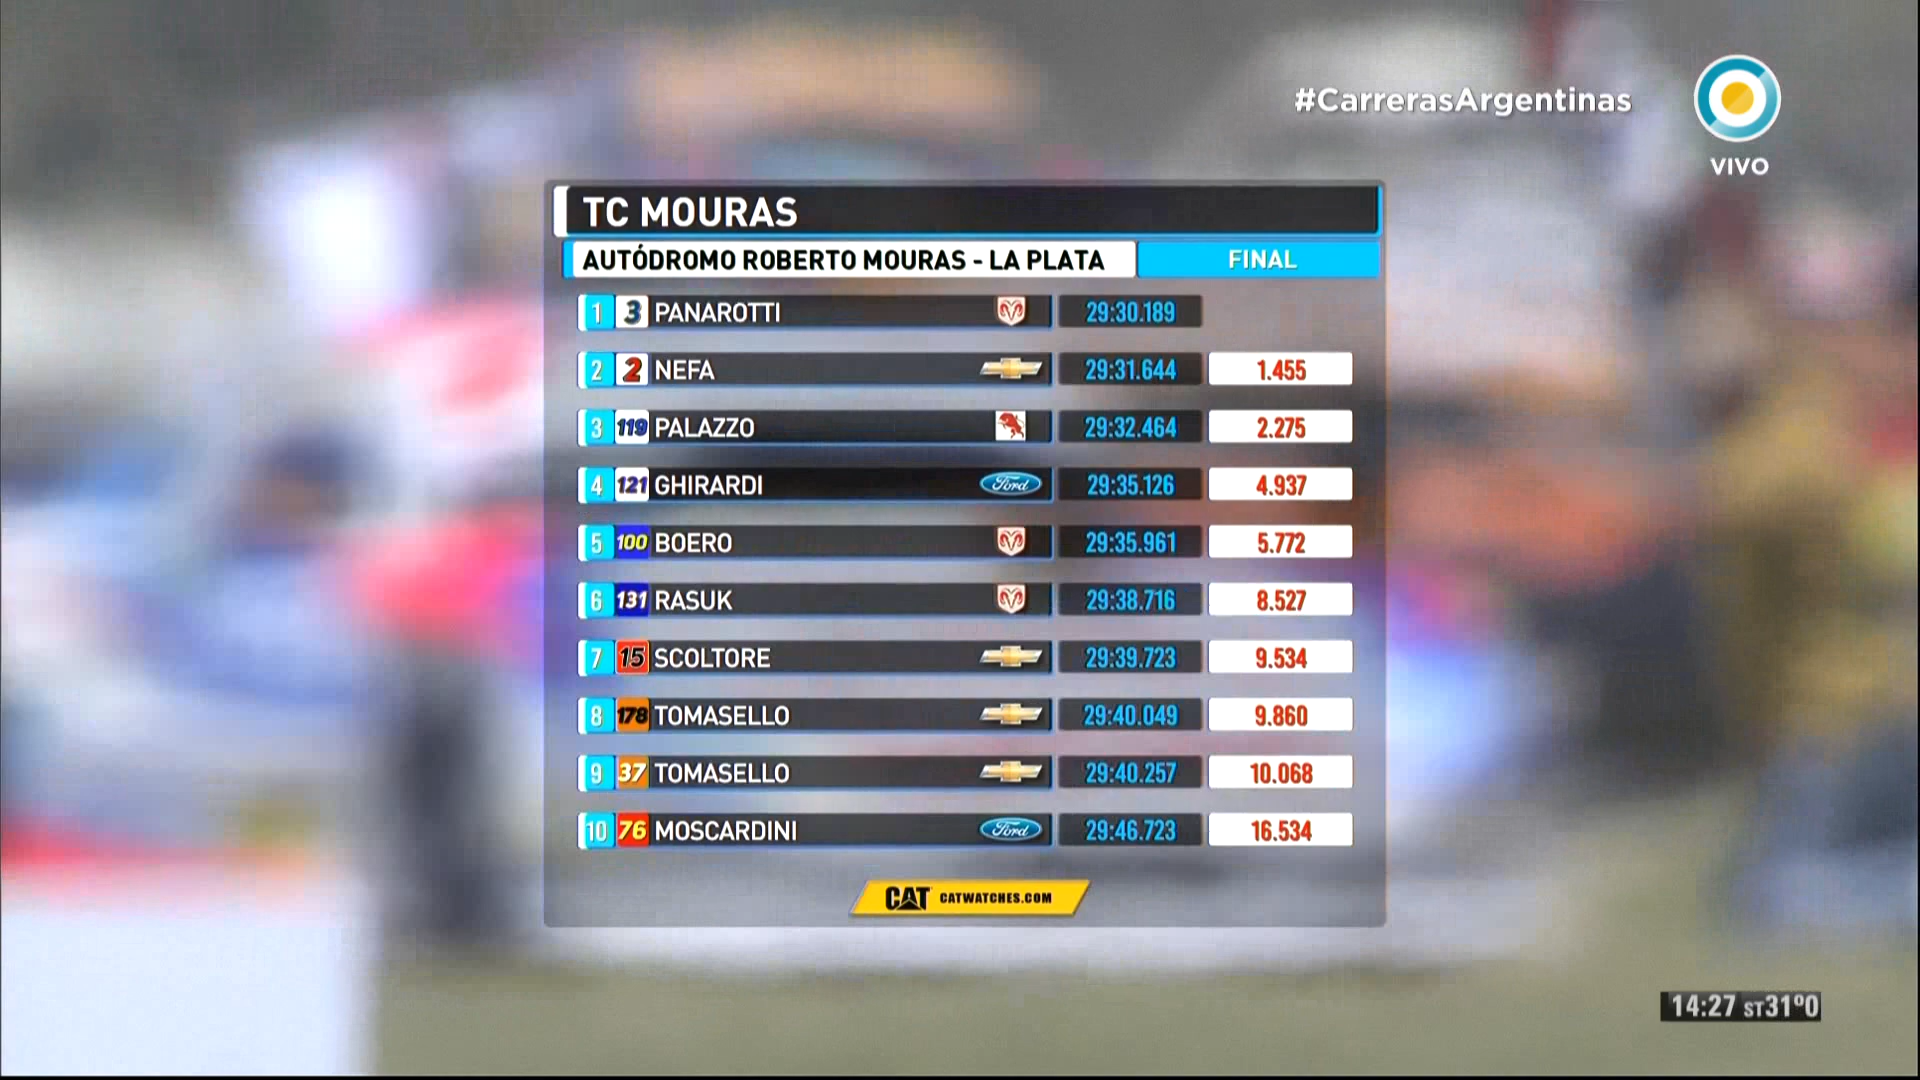 #CarrerasArgentinas
VIVO
TC MOURAS
AUTÓDROMO ROBERTO MOURAS - LA PLATA FINAL
1 3 PANAROTTI 29:30.189
2 2 NEFA 29:31.644 1.455
3 119 PALAZZO 29:32.464 2.275
4 121 GHIRARDI Ford 29:35.126 4.937
5 100 BOERO 29:35.961 5.772
6 131 RASUK 29:38.716 8.527
7 15 SCOLTORE 29:39.723 9.534
8 178 TOMASELLO 29:40.049 9.860
9 37 TOMASELLO 29:40.257 10.068
10 76 MOSCARDINI Ford 29:46.723 16.534
CAT CATWATCHES.COM
14:27 ST31º0